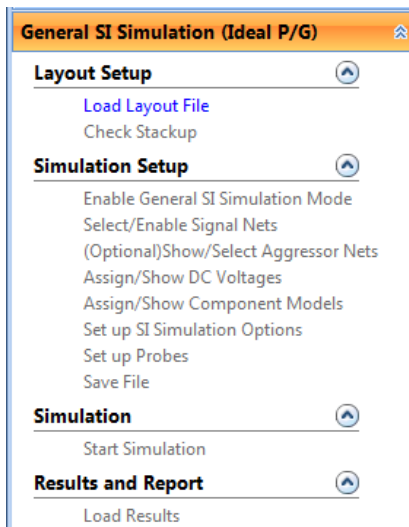 General SI Simulation (Ideal P/G)
Layout Setup
Load Layout File
Check Stackup
Simulation Setup
Enable General SI Simulation Mode
Select/Enable Signal Nets
(Optional)Show/Select Aggressor Nets
Assign/Show DC Voltages
Assign/Show Component Models
Set up SI Simulation Options
Set up Probes
Save File
Simulation
Start Simulation
Results and Report
Load Results